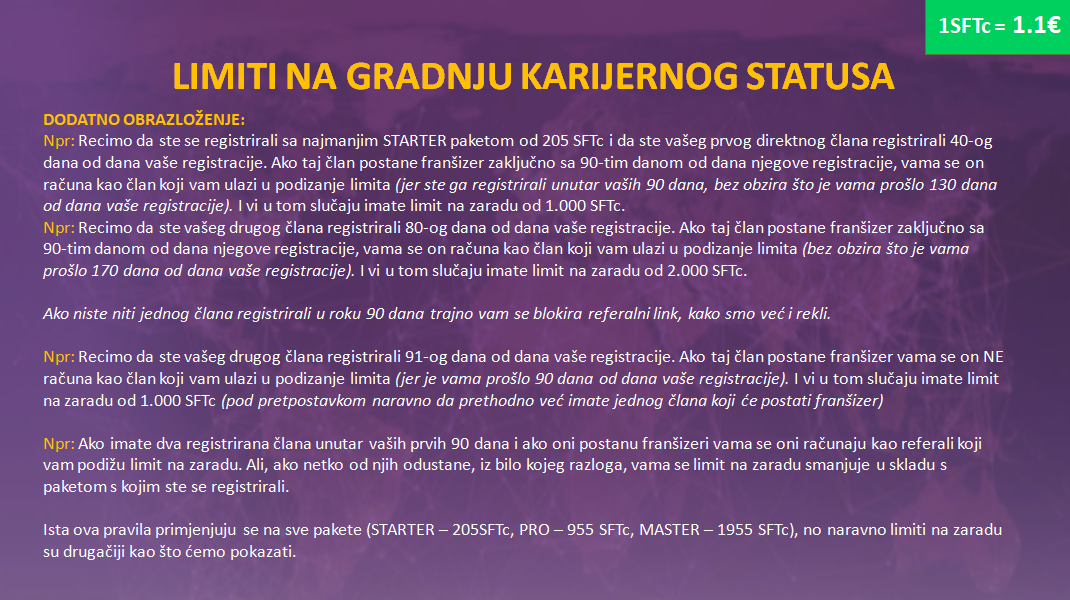 1SFTc = 1.1€
LIMITI NA GRADNJU KARIJERNOG STATUSA
DODATNO OBRAZLOŽENJE:
Npr: Recimo da ste se registrirali sa najmanjim STARTER paketom od 205 SFTc i da ste vašeg prvog direktnog člana registrirali 40-og
dana od dana vaše registracije. Ako taj član postane franšizer zaključno sa 90-tim danom od dana njegove registracije, vama se on
računa kao član koji vam ulazi u podizanje limita (jer ste ga registrirali unutar vaših 90 dana, bez obzira što je vama prošlo 130 dana
od dana vaše registracije). I vi u tom slučaju imate limit na zaradu od 1.000 SFTc.
Npr: Recimo da ste vašeg drugog člana registrirali 80-og dana od dana vaše registracije. Ako taj član postane franšizer zaključno sa
90-tim danom od dana njegove registracije, vama se on računa kao član koji vam ulazi u podizanje limita (bez obzira što je vama
prošlo 170 dana od dana vaše registracije). I vi u tom slučaju imate limit na zaradu od 2.000 SFTc.
Ako niste niti jednog člana registrirali u roku 90 dana trajno vam se blokira referalni link, kako smo već i rekli.
Npr: Recimo da ste vašeg drugog člana registrirali 91-og dana od dana vaše registracije. Ako taj član postane franšizer vama se on NE
računa kao član koji vam ulazi u podizanje limita (jer je vama prošlo 90 dana od dana vaše registracije). I vi u tom slučaju imate limit
na zaradu od 1.000 SFTc (pod pretpostavkom naravno da prethodno već imate jednog člana koji će postati franšizer)
Npr: Ako imate dva registrirana člana unutar vaših prvih 90 dana i ako oni postanu franšizeri vama se oni računaju kao referali koji
vam podižu limit na zaradu. Ali, ako netko od njih odustane, iz bilo kojeg razloga, vama se limit na zaradu smanjuje u skladu s
paketom s kojim ste se registrirali.
Ista ova pravila primjenjuju se na sve pakete (STARTER – 205SFTc, PRO – 955 SFTc, MASTER – 1955 SFTc), no naravno limiti na zaradu
su drugačiji kao što ćemo pokazati.